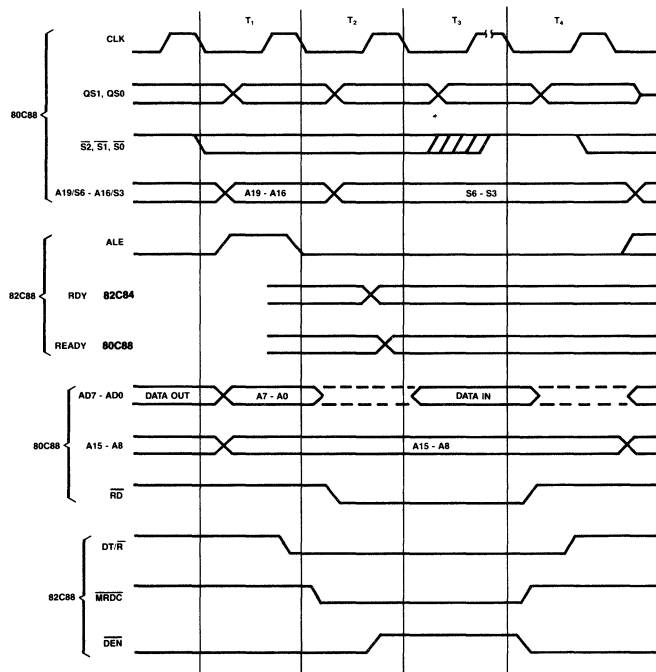 T1 T2 T3 T4
CLK
QS1, QS0
80C88
S2, S1, S0
A19/S6 - A16/S3 A19 - A16 S6 - S3
ALE
82C88 RDY 82C84
READY 80C88
AD7 - AD0 DATA OUT A7 - A0 DATA IN
80C88 A15 - A8 A15 - A8
RD
DT/R
82C88 MRDC
DEN